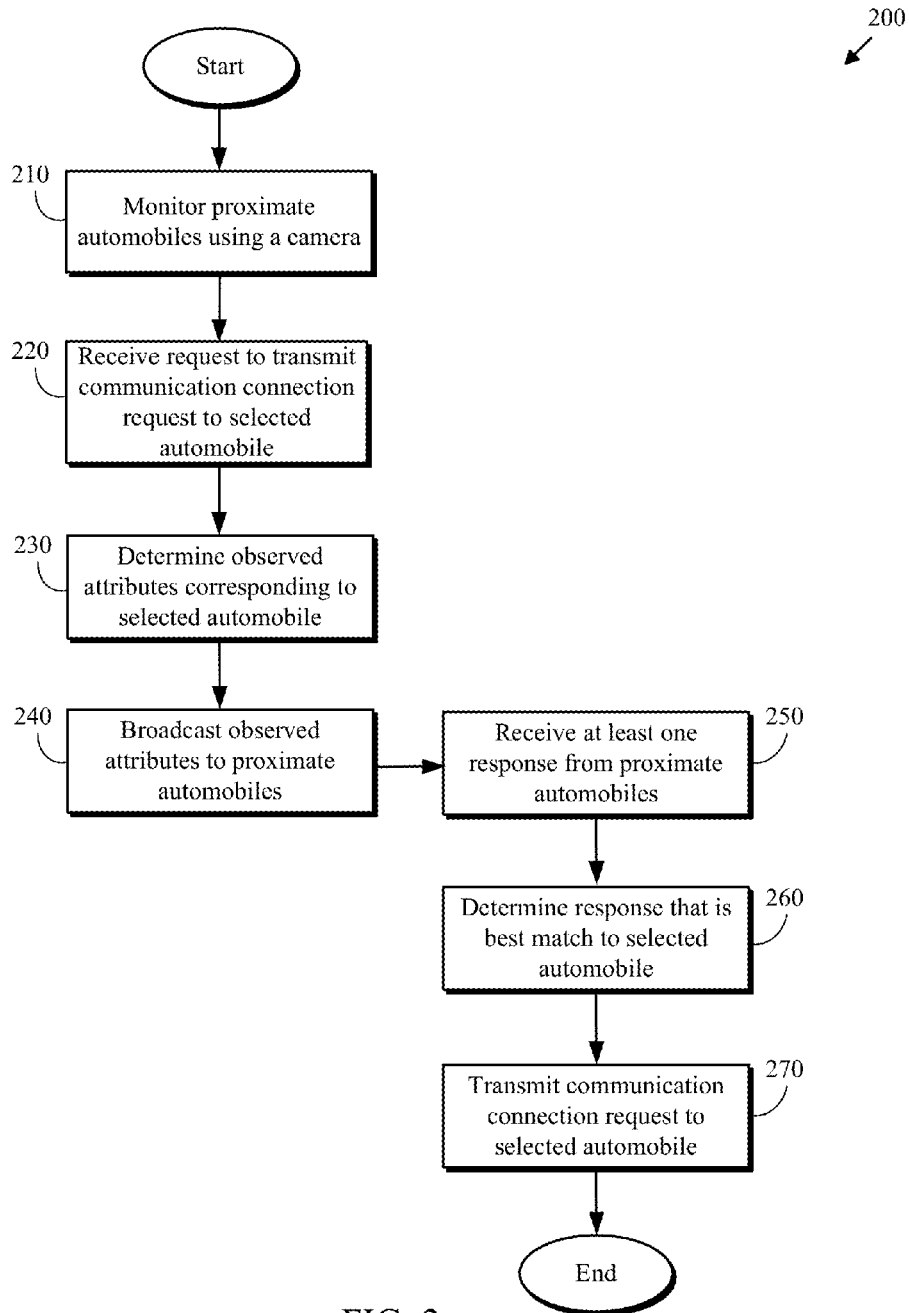 200
Start
210
Monitor proximate
automobiles using a camera
220
Receive request to transmit
communication connection
request to selected
automobile
230
Determine observed
attributes corresponding to
selected automobile
240
Broadcast observed
attributes to proximate
automobiles
250
Receive at least one
response from proximate
automobiles
260
Determine response that is
best match to selected
automobile
270
Transmit communication
connection request to
selected automobile
End
FIG. 2